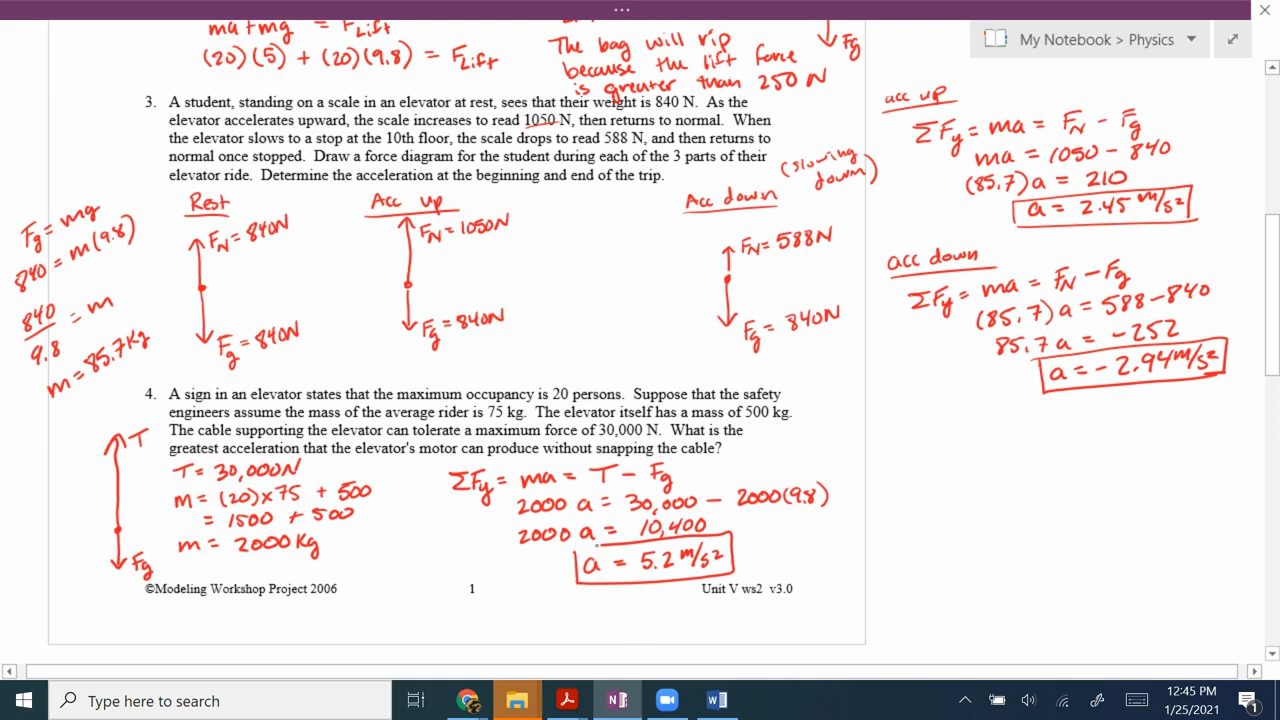 ma + mg = F Lift
(20)(5) + (20)(9.8) = F Lift
The bag will rip
because the lift force
is greater than 250 N
Fg
My Notebook > Physics
3. A student, standing on a scale in an elevator at rest, sees that their weight is 840 N. As the
elevator accelerates upward, the scale increases to read 1050 N, then returns to normal. When
the elevator slows to a stop at the 10th floor, the scale drops to read 588 N, and then returns to
normal once stopped. Draw a force diagram for the student during each of the 3 parts of their
elevator ride. Determine the acceleration at the beginning and end of the trip.
Fg = mg
840 = m(9.8)
840/9.8 = m
m = 85.7 Kg
Rest
FN = 840N
Fg = 840N
Acc up
FN = 1050N
Fg = 840N
Acc down
(slowing
down)
FN = 588N
Fg = 840N
acc up
ΣFy = ma = FN - Fg
ma = 1050 - 840
(85.7)a = 210
a = 2.45 m/s²
acc down
ΣFy = ma = FN - Fg
(85.7)a = 588 - 840
85.7a = -252
a = -2.94 m/s²
4. A sign in an elevator states that the maximum occupancy is 20 persons. Suppose that the safety
engineers assume the mass of the average rider is 75 kg. The elevator itself has a mass of 500 kg.
The cable supporting the elevator can tolerate a maximum force of 30,000 N. What is the
greatest acceleration that the elevator's motor can produce without snapping the cable?
T
Fg
T = 30,000N
m = (20) x 75 + 500
= 1500 + 500
m = 2000 Kg
ΣFy = ma = T - Fg
2000 a = 30,000 - 2000(9.8)
2000 a = 10,400
a = 5.2 m/s²
©Modeling Workshop Project 2006 1 Unit V ws2 v3.0
Type here to search
12:45 PM
1/25/2021
1